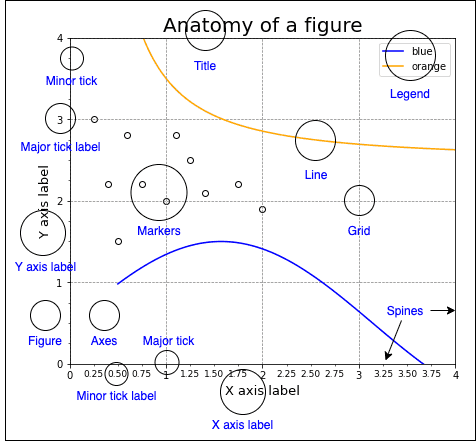 Anatomy of a figure
4
blue
orange
Title
Minor tick
Legend
3
Major tick label
Line
Y axis label
2
Markers
Grid
Y axis label
1
Spines
Figure
Axes
Major tick
0
0 0.25 0.50 0.75 1 1.25 1.50 1.75 2 2.25 2.50 2.75 3 3.25 3.50 3.75 4
Minor tick label
X axis label
X axis label